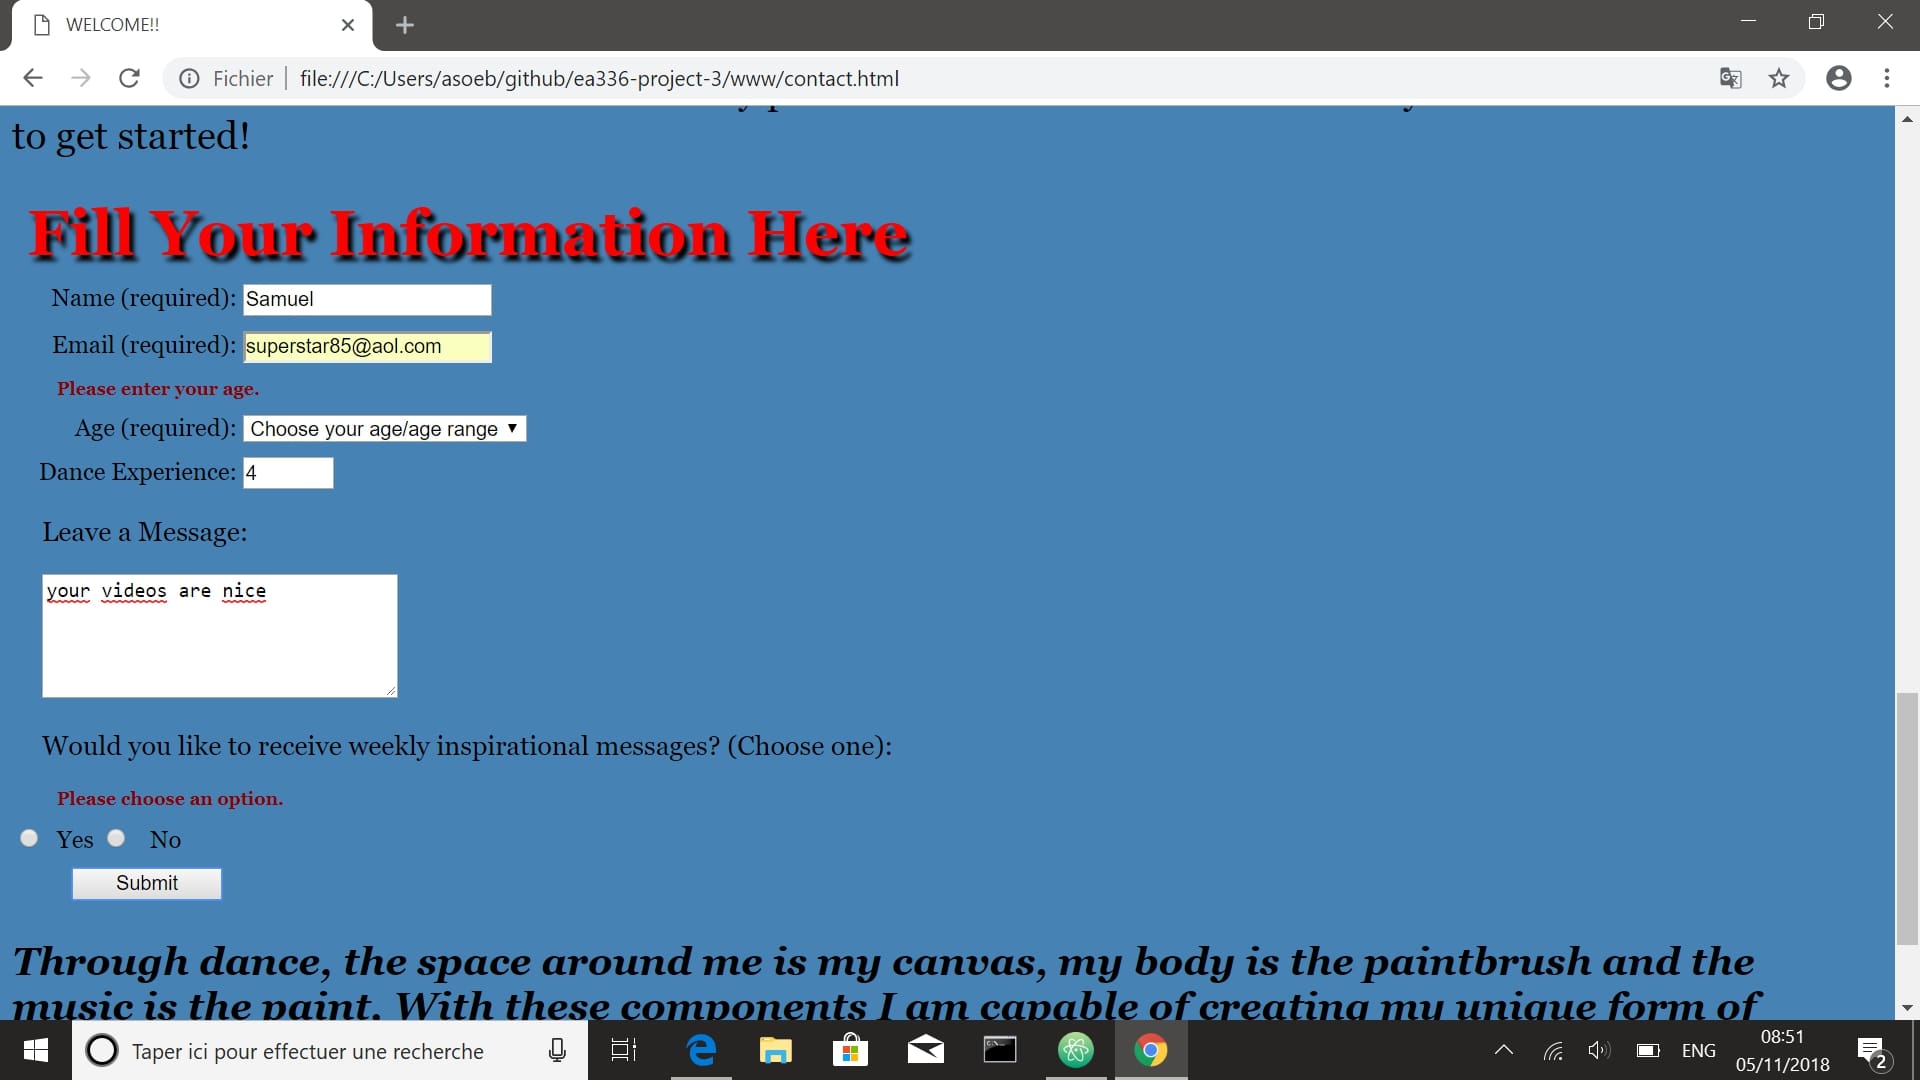 WELCOME!!
Fichier file:///C:/Users/asoeb/github/ea336-project-3/www/contact.html
to get started!
Fill Your Information Here
Name (required): Samuel
Email (required): superstar85@aol.com
Please enter your age.
Age (required): Choose your age/age range
Dance Experience: 4
Leave a Message:
your videos are nice
Would you like to receive weekly inspirational messages? (Choose one):
Please choose an option.
Yes No
Submit
Through dance, the space around me is my canvas, my body is the paintbrush and the
music is the paint. With these components I am capable of creating my unique form of
Taper ici pour effectuer une recherche
ENG
08:51
05/11/2018
2